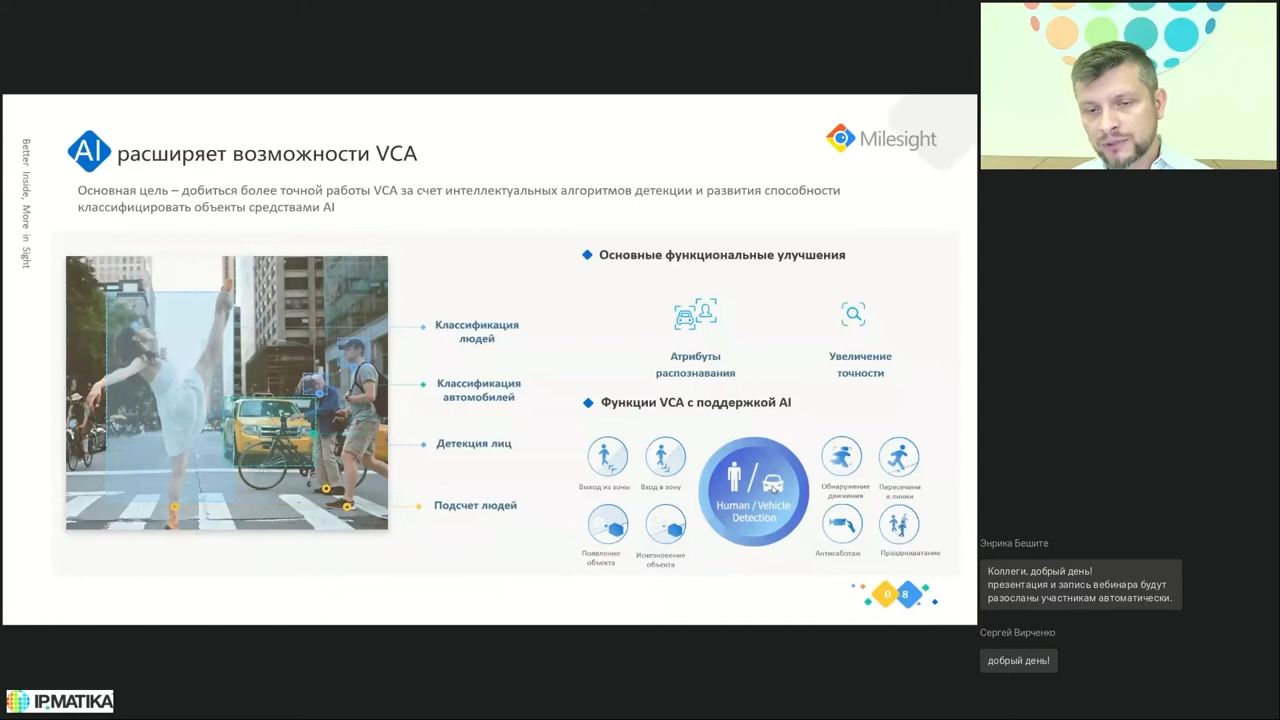 Better Inside, More in Sight
AI расширяет возможности VCA
Milesight
Основная цель – добиться более точной работы VCA за счет интеллектуальных алгоритмов детекции и развития способности
классифицировать объекты средствами AI
Классификация
людей
Классификация
автомобилей
Детекция лиц
Подсчет людей
Основные функциональные улучшения
Атрибуты
распознавания
Увеличение
точности
Функции VCA с поддержкой AI
Выход из зоны
Вход в зону
Появление
объекта
Исчезновение
объекта
Human / Vehicle
Detection
Обнаружение
движения
Пересечени
е линии
Антисаботаж
Праздношатание
0 8
IPMATIKA
Энрика Бешите
Коллеги, добрый день!
презентация и запись вебинара будут
разосланы участникам автоматически.
Сергей Вирченко
добрый день!